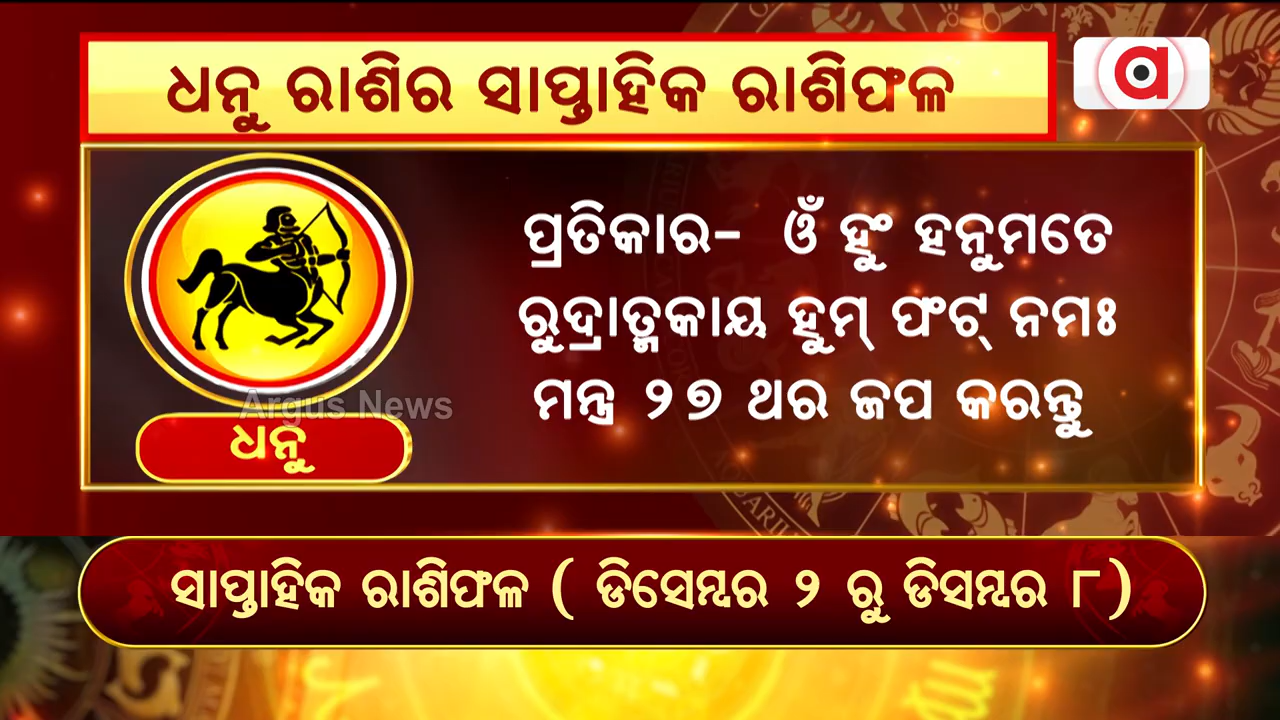 ଧନୁ ରାଶିର ସାପ୍ତାହିକ ରାଶିଫଳ
a
ପ୍ରତିକାର- ଓଁ ହୁଂ ହନୁମତେ
ରୁଦ୍ରାତ୍ମକାୟ ହୁମ୍ ଫଟ୍ ନମଃ
ମନ୍ତ୍ର ୨୭ ଥର ଜପ କରନ୍ତୁ
Argus News
ଧନୁ
ସାପ୍ତାହିକ ରାଶିଫଳ ( ଡିସେମ୍ବର ୨ ରୁ ଡିସମ୍ବର ୮ )